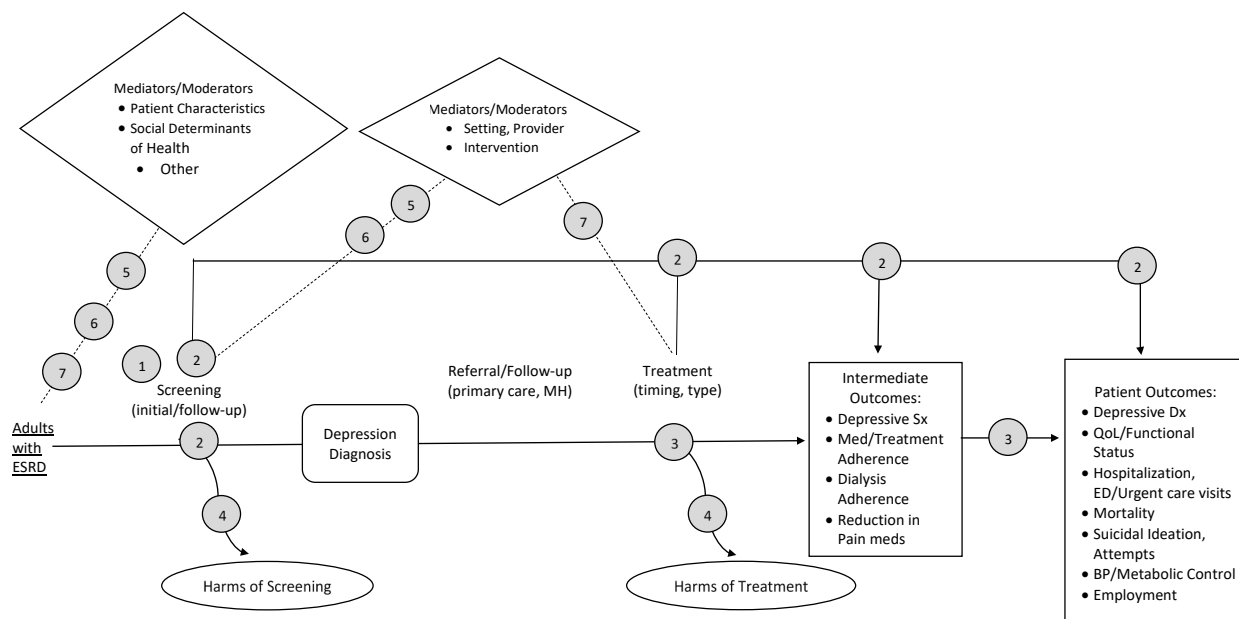 Mediators/Moderators
• Patient Characteristics
• Social Determinants
of Health
• Other
Mediators/Moderators
• Setting, Provider
• Intervention
5
6
7
5
6
7
2
2
2
1
2
Screening
(initial/follow-up)
Referral/Follow-up
(primary care, MH)
Treatment
(timing, type)
Adults
with
ESRD
2
Depression
Diagnosis
3
Intermediate
Outcomes:
• Depressive Sx
• Med/Treatment
Adherence
• Dialysis
Adherence
• Reduction in
Pain meds
3
Patient Outcomes:
• Depressive Dx
• QoL/Functional
Status
• Hospitalization,
ED/Urgent care visits
• Mortality
• Suicidal Ideation,
Attempts
• BP/Metabolic Control
• Employment
4
4
Harms of Screening
Harms of Treatment